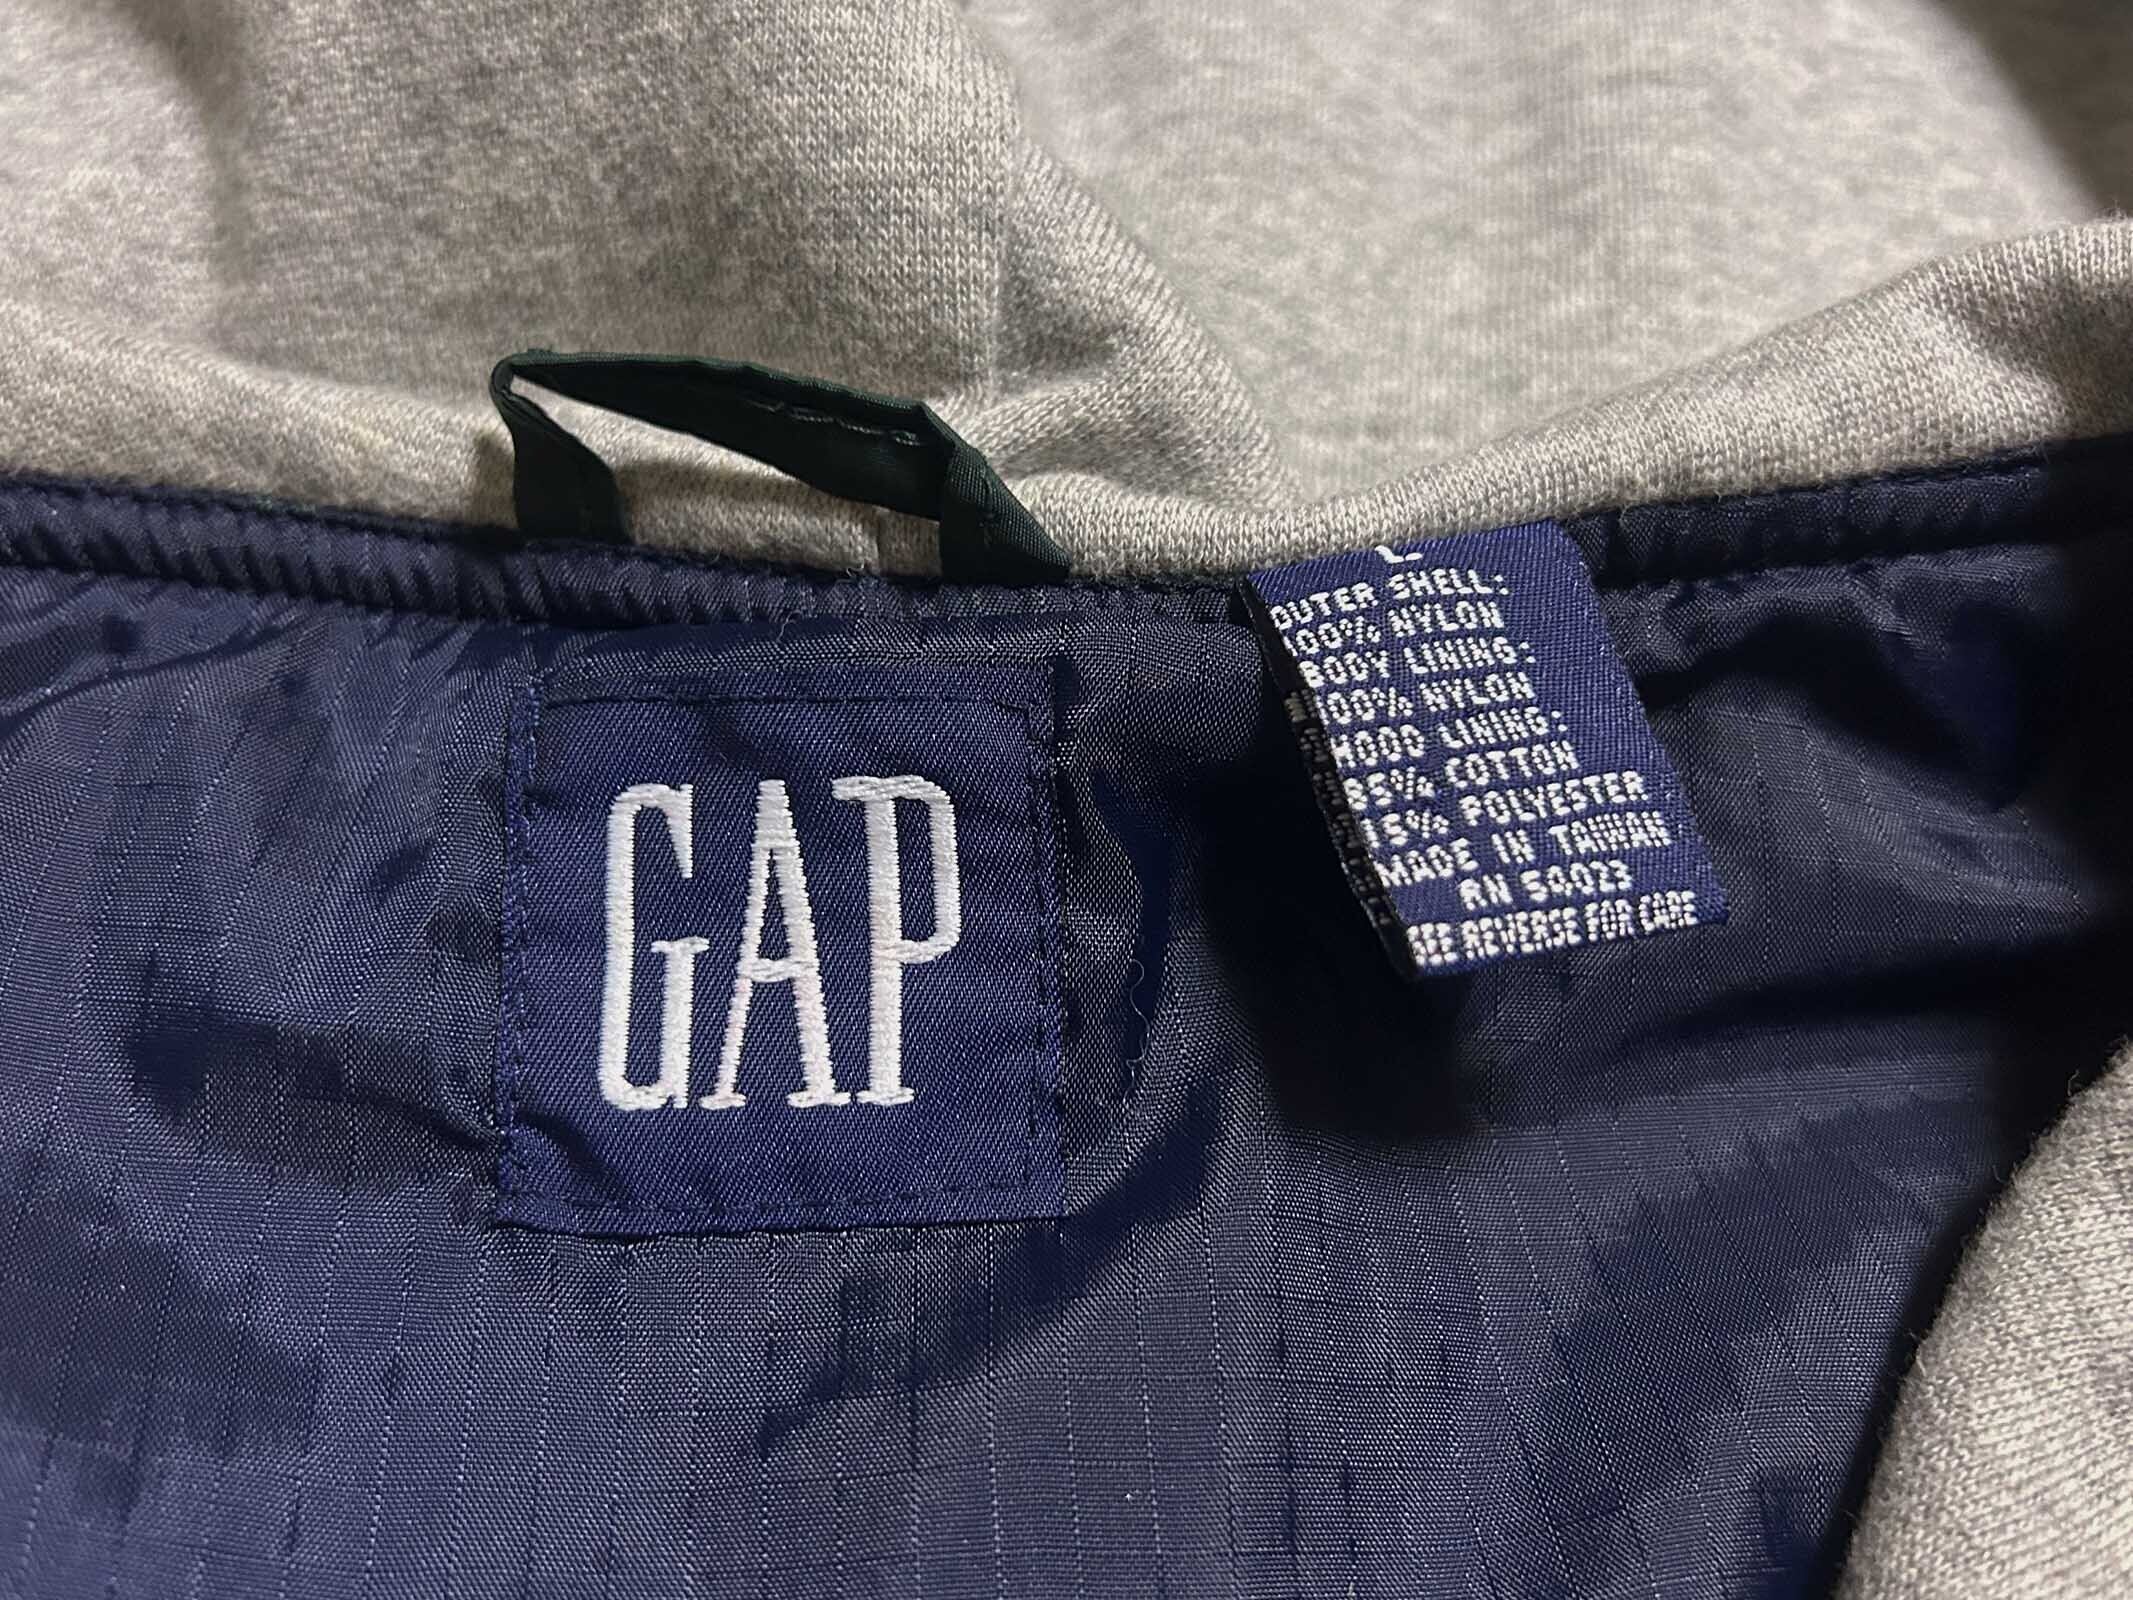 GAP
L
OUTER SHELL:
100% NYLON
BODY LINING:
100% NYLON
HOOD LINING:
85% COTTON
15% POLYESTER
MADE IN TAIWAN
RN 54023
SEE REVERSE FOR CARE